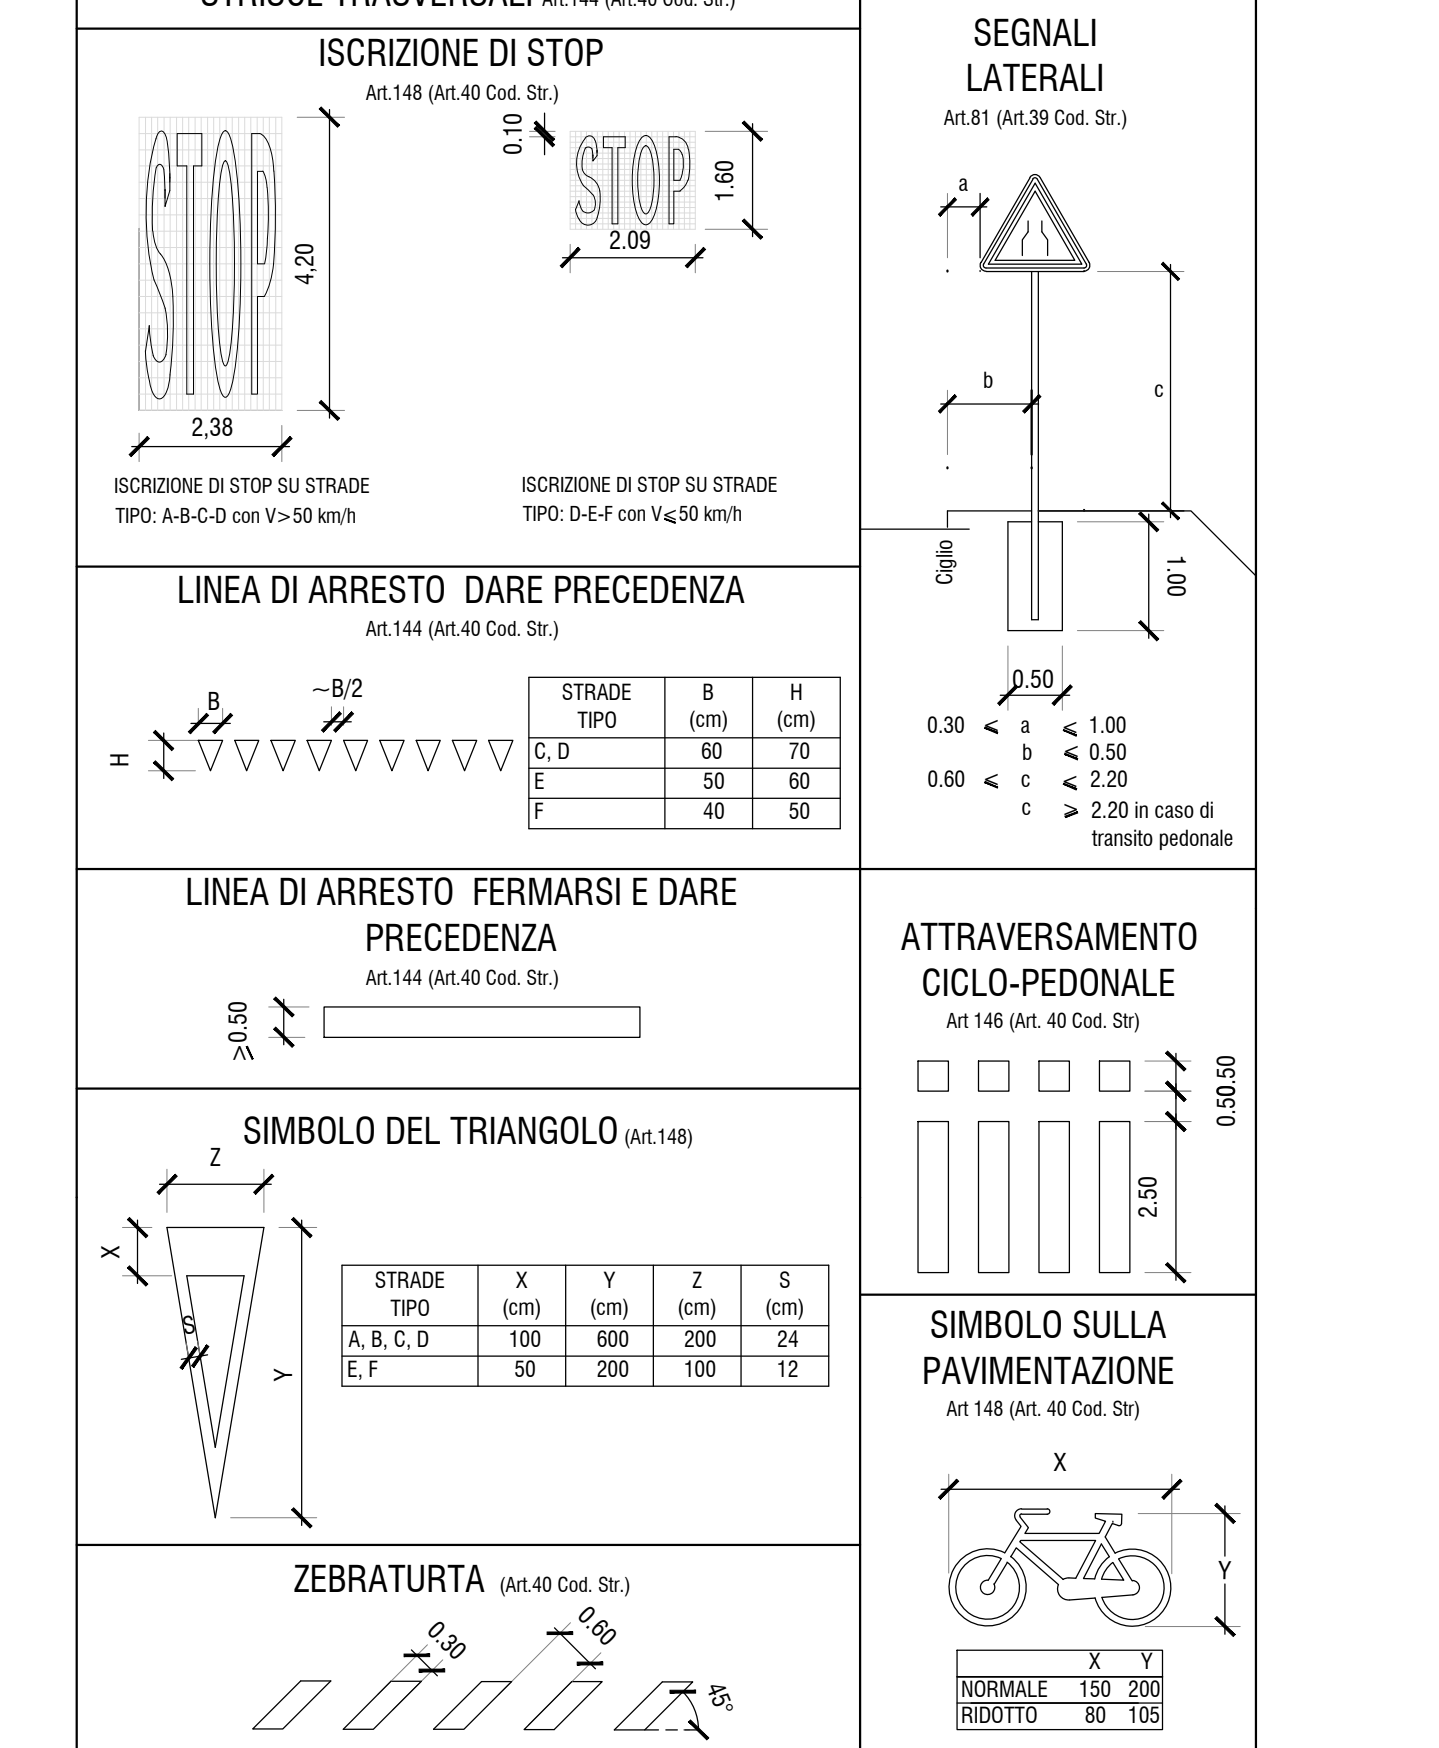 STRISCE TRASVERSALI Art.144 (Art.40 Cod. Str.)
ISCRIZIONE DI STOP
Art.148 (Art.40 Cod. Str.)
STOP
4,20
2,38
0.10
STOP
1.60
2.09
ISCRIZIONE DI STOP SU STRADE
TIPO: A-B-C-D con V>50 km/h
ISCRIZIONE DI STOP SU STRADE
TIPO: D-E-F con V⩽50 km/h
LINEA DI ARRESTO DARE PRECEDENZA
Art.144 (Art.40 Cod. Str.)
B
~B/2
H
STRADE TIPO B (cm) H (cm)
C, D 60 70
E 50 60
F 40 50
LINEA DI ARRESTO FERMARSI E DARE
PRECEDENZA
Art.144 (Art.40 Cod. Str.)
⩾0.50
SIMBOLO DEL TRIANGOLO (Art.148)
Z
X
S
Y
STRADE TIPO X (cm) Y (cm) Z (cm) S (cm)
A, B, C, D 100 600 200 24
E, F 50 200 100 12
ZEBRATURTA (Art.40 Cod. Str.)
0.30
0.60
45°
SEGNALI
LATERALI
Art.81 (Art.39 Cod. Str.)
a
b
c
Ciglio
1.00
0.50
0.30 ⩽ a ⩽ 1.00
b ⩽ 0.50
0.60 ⩽ c ⩽ 2.20
c ⩾ 2.20 in caso di
transito pedonale
ATTRAVERSAMENTO
CICLO-PEDONALE
Art 146 (Art. 40 Cod. Str)
0.50
0.50
2.50
SIMBOLO SULLA
PAVIMENTAZIONE
Art 148 (Art. 40 Cod. Str)
X
Y
X Y
NORMALE 150 200
RIDOTTO 80 105